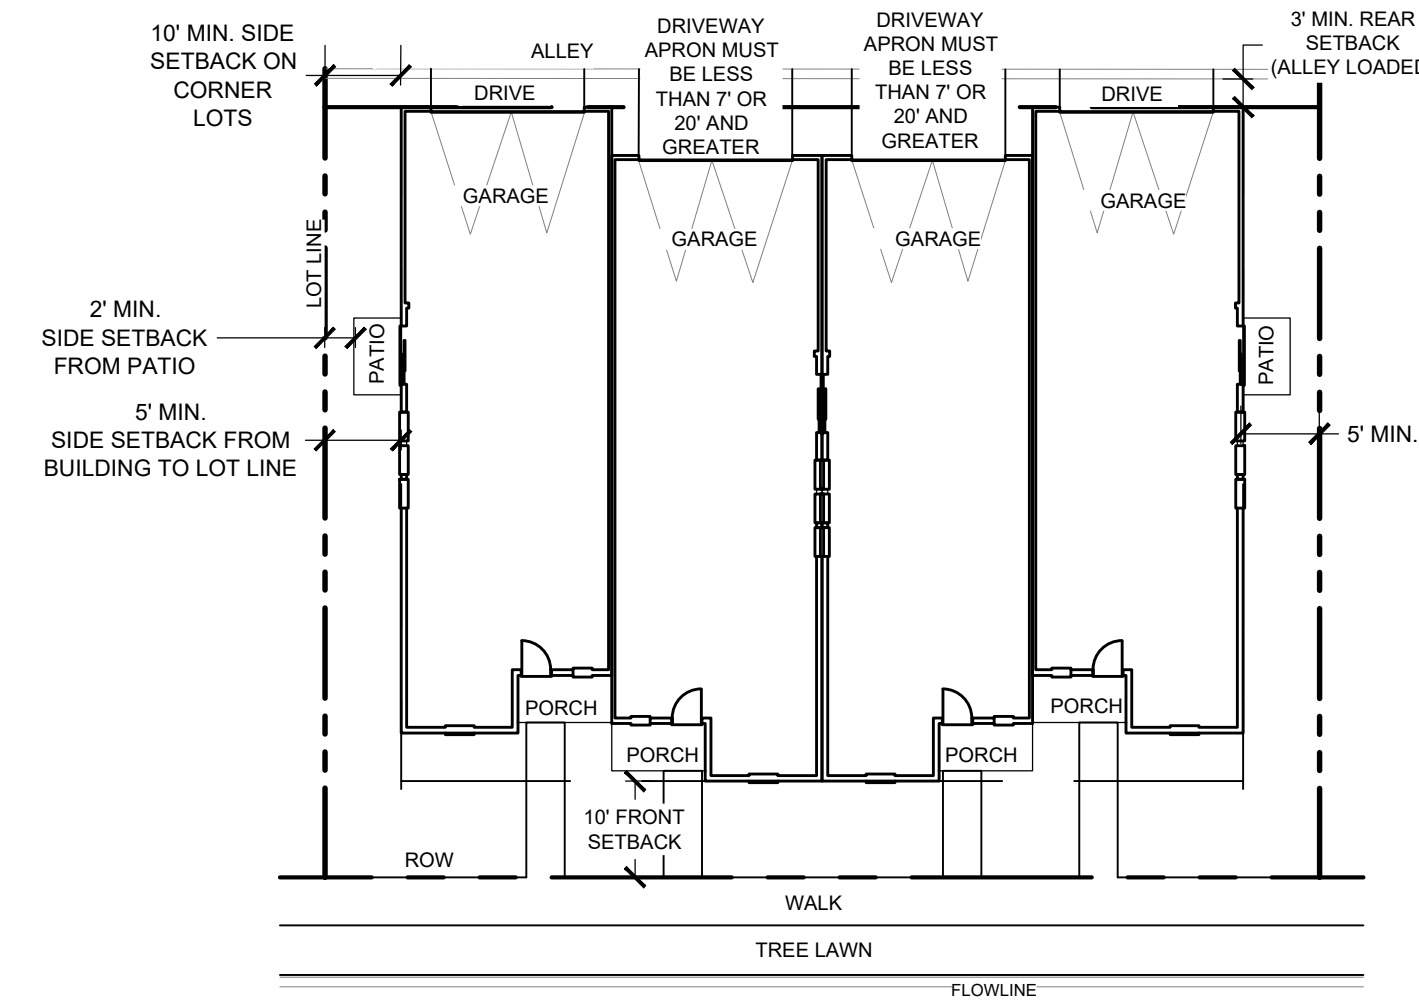 10' MIN. SIDE
SETBACK ON
CORNER
LOTS
ALLEY
DRIVEWAY
APRON MUST
BE LESS
THAN 7' OR
20' AND
GREATER
DRIVEWAY
APRON MUST
BE LESS
THAN 7' OR
20' AND
GREATER
3' MIN. REAR
SETBACK
(ALLEY LOADED
DRIVE
DRIVE
GARAGE
GARAGE
GARAGE
GARAGE
LOT LINE
2' MIN.
SIDE SETBACK
FROM PATIO
PATIO
PATIO
5' MIN.
SIDE SETBACK FROM
BUILDING TO LOT LINE
5' MIN.
PORCH
PORCH
PORCH
PORCH
10' FRONT
SETBACK
ROW
WALK
TREE LAWN
FLOWLINE